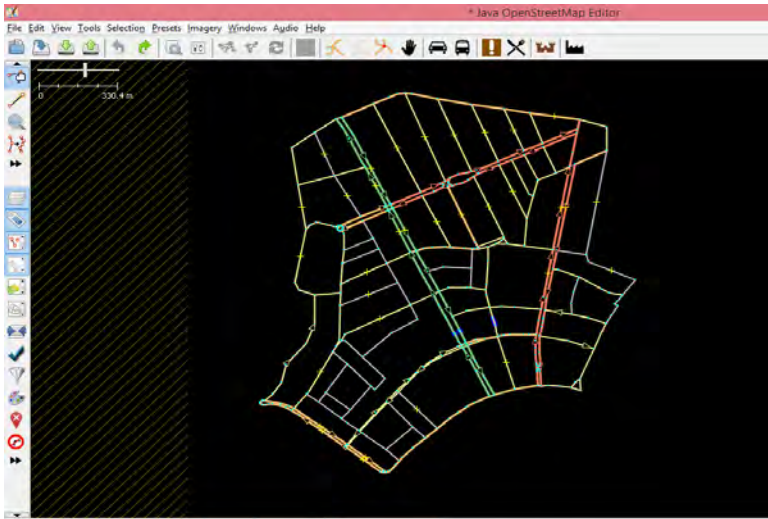 * Java OpenStreetMap Editor
File Edit View Tools Selection Presets Imagery Windows Audio Help
0 330.4 m